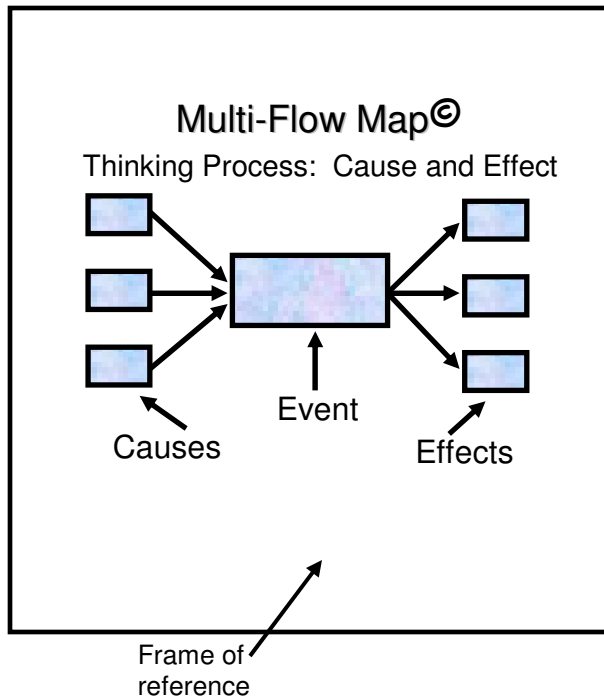 Multi-Flow Map©
Thinking Process: Cause and Effect
Event
Causes
Effects
Frame of
reference